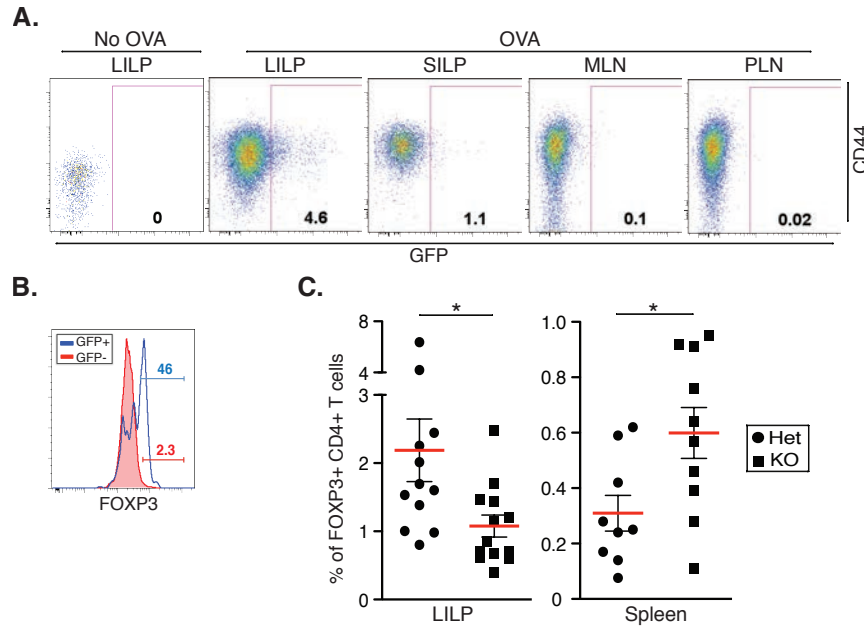 A.
No OVA
OVA
LILP
LILP
SILP
MLN
PLN
0
4.6
1.1
0.1
0.02
CD44
GFP
B.
GFP+
GFP-
46
2.3
FOXP3
C.
*
*
% of FOXP3+ CD4+ T cells
8
4
3
2
1
0
LILP
1.0
0.8
0.6
0.4
0.2
0
Spleen
Het
KO